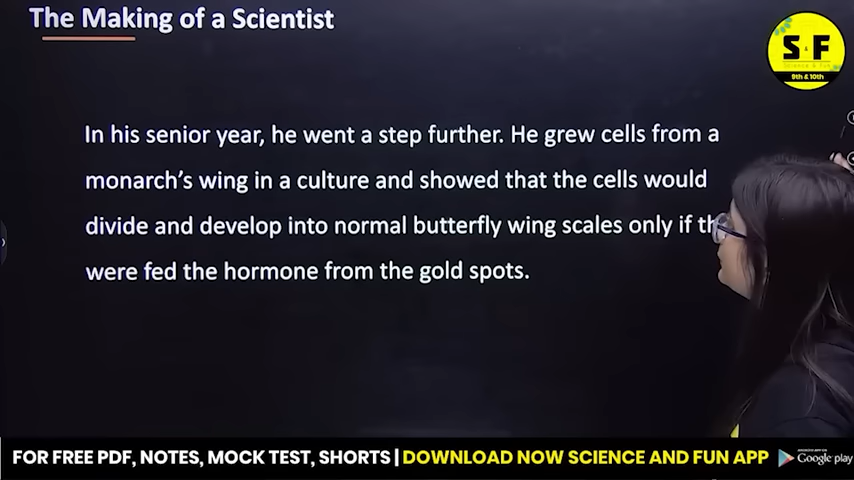 The Making of a Scientist
S & F
Science & Fun
9th & 10th
In his senior year, he went a step further. He grew cells from a
monarch's wing in a culture and showed that the cells would
divide and develop into normal butterfly wing scales only if
were fed the hormone from the gold spots.
FOR FREE PDF, NOTES, MOCK TEST, SHORTS | DOWNLOAD NOW SCIENCE AND FUN APP
Google play